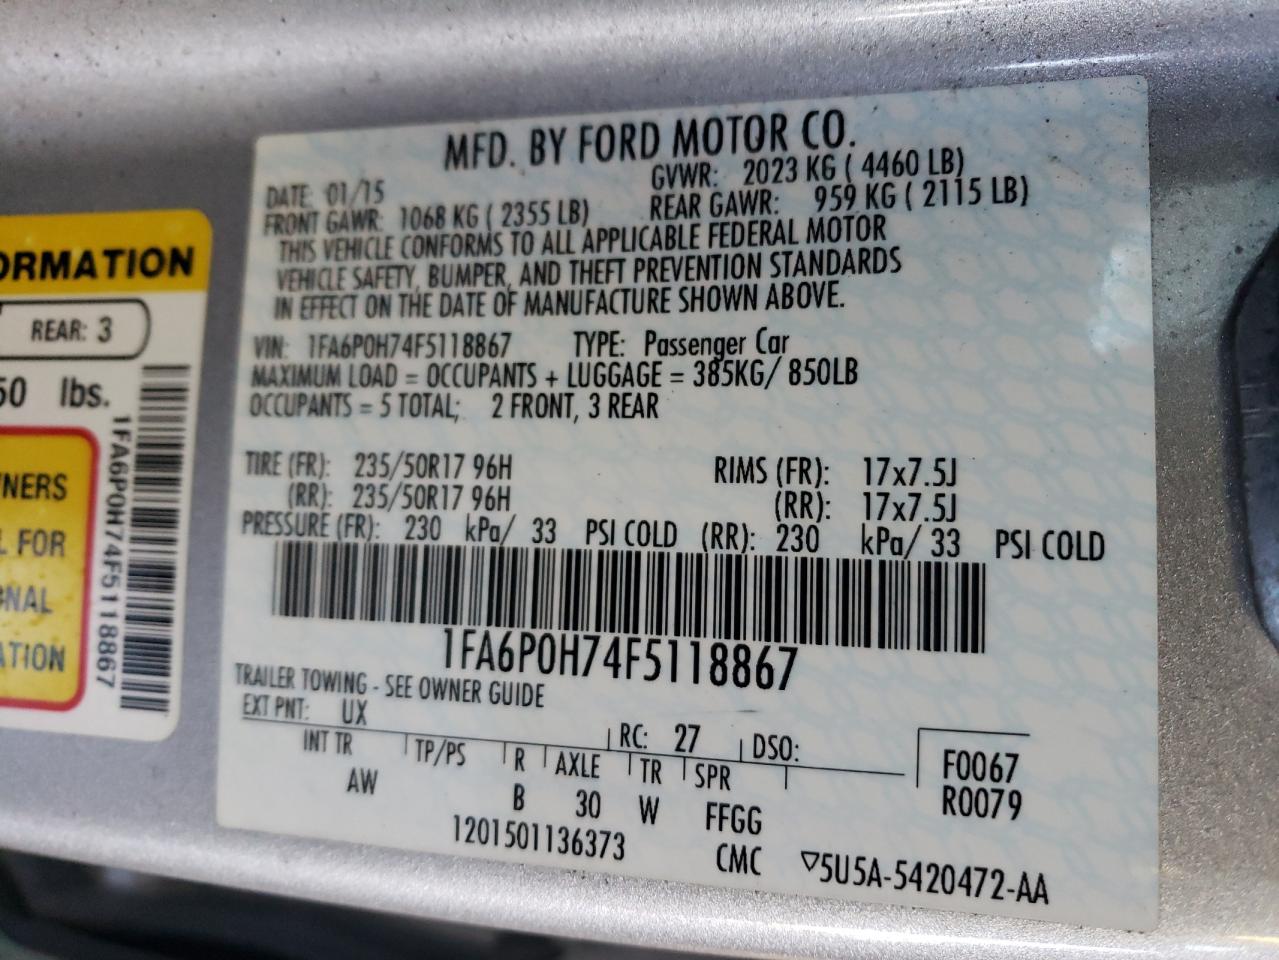 ORMATION
REAR: 3
50 lbs.
1FA6P0H74F5118867
NERS
L FOR
NAL
ATION
MFD. BY FORD MOTOR CO.
DATE: 01/15 GVWR: 2023 KG ( 4460 LB)
FRONT GAWR: 1068 KG ( 2355 LB) REAR GAWR: 959 KG ( 2115 LB)
THIS VEHICLE CONFORMS TO ALL APPLICABLE FEDERAL MOTOR
VEHICLE SAFETY, BUMPER, AND THEFT PREVENTION STANDARDS
IN EFFECT ON THE DATE OF MANUFACTURE SHOWN ABOVE.
VIN: 1FA6P0H74F5118867 TYPE: Passenger Car
MAXIMUM LOAD = OCCUPANTS + LUGGAGE = 385KG/ 850LB
OCCUPANTS = 5 TOTAL; 2 FRONT, 3 REAR
TIRE (FR): 235/50R17 96H RIMS (FR): 17x7.5J
(RR): 235/50R17 96H (RR): 17x7.5J
PRESSURE (FR): 230 kPa/ 33 PSI COLD (RR): 230 kPa/ 33 PSI COLD
1FA6P0H74F5118867
TRAILER TOWING - SEE OWNER GUIDE
EXT PNT: UX RC: 27 DSO:
INT TR TP/PS R AXLE TR SPR F0067
AW B 30 W FFGG R0079
1201501136373 CMC ▽5U5A-5420472-AA